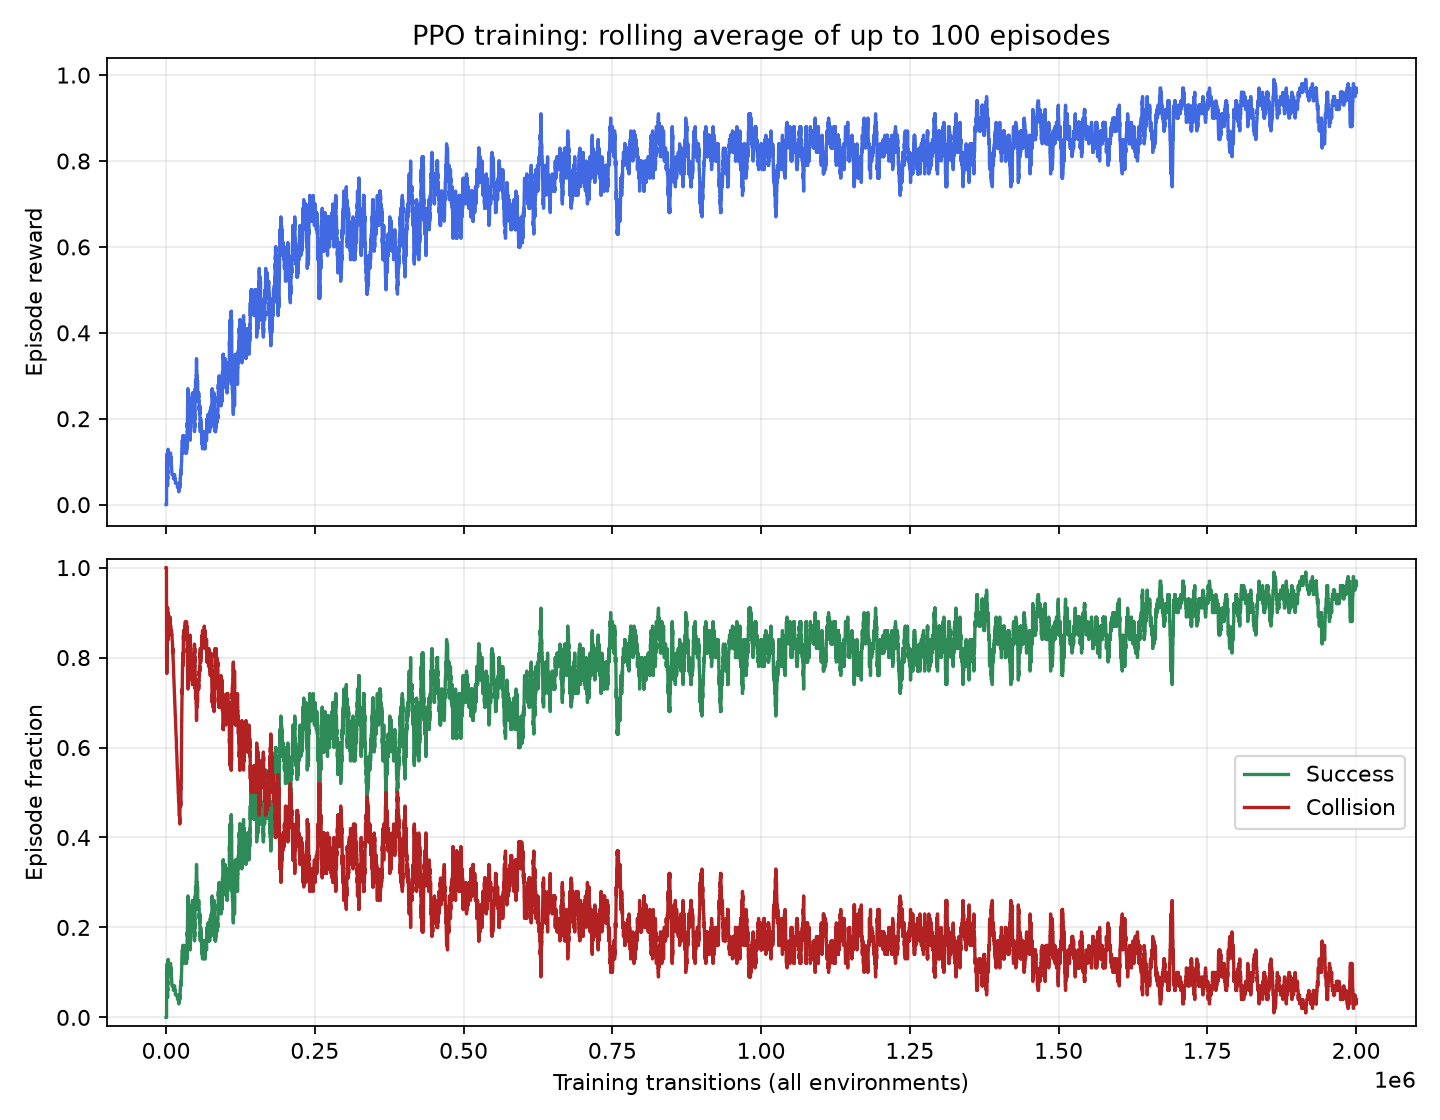 PPO training: rolling average of up to 100 episodes
1.0
0.8
0.6
0.4
0.2
0.0
Episode reward
1.0
0.8
0.6
0.4
0.2
0.0
Episode fraction
Success
Collision
0.00 0.25 0.50 0.75 1.00 1.25 1.50 1.75 2.00
1e6
Training transitions (all environments)